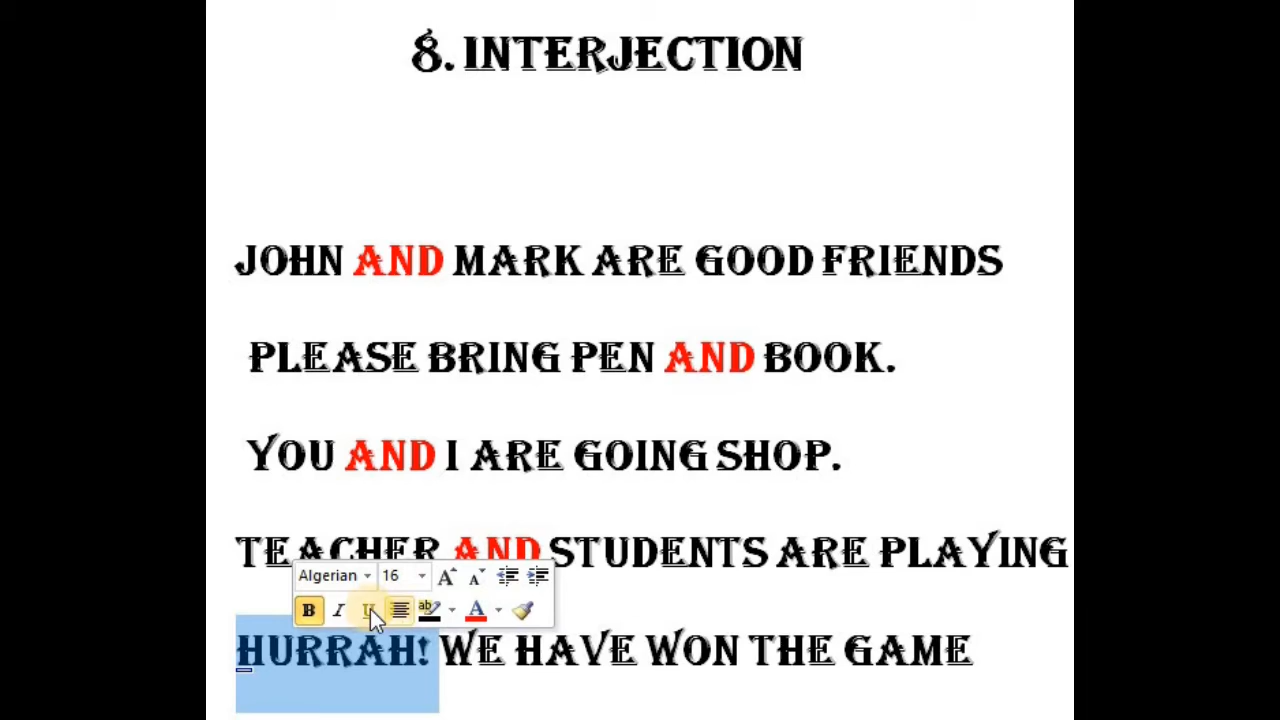 8. INTERJECTION
JOHN AND MARK ARE GOOD FRIENDS
PLEASE BRING PEN AND BOOK.
YOU AND I ARE GOING SHOP.
TEACHER AND STUDENTS ARE PLAYING
Algerian 16 A A
B I U ab A
HURRAH! WE HAVE WON THE GAME